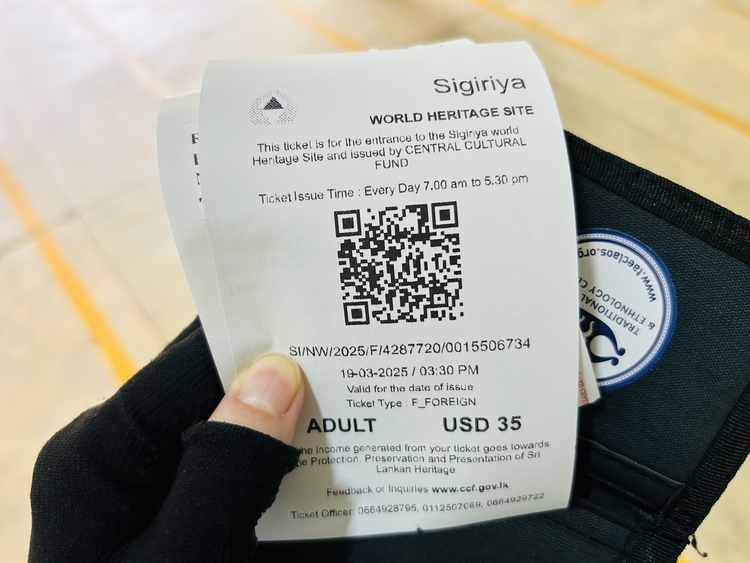 Sigiriya
WORLD HERITAGE SITE
This ticket is for the entrance to the Sigiriya world
Heritage Site and issued by CENTRAL CULTURAL
FUND
Ticket Issue Time : Every Day 7.00 am to 5.30 pm
SI/NW/2025/F/4287720/0015506734
19-03-2025 / 03:30 PM
Valid for the date of issue
Ticket Type : F_FOREIGN
ADULT USD 35
the income generated from your ticket goes towards
Protection, Preservation and Presentation of Sri
Lankan Heritage
Feedback or Inquiries www.ccf.gov.lk
Ticket Officer: 0664928795, 0112507069, 0664929722
www.taeclaos.org
TRADITIONAL
& ETHNOLOGY